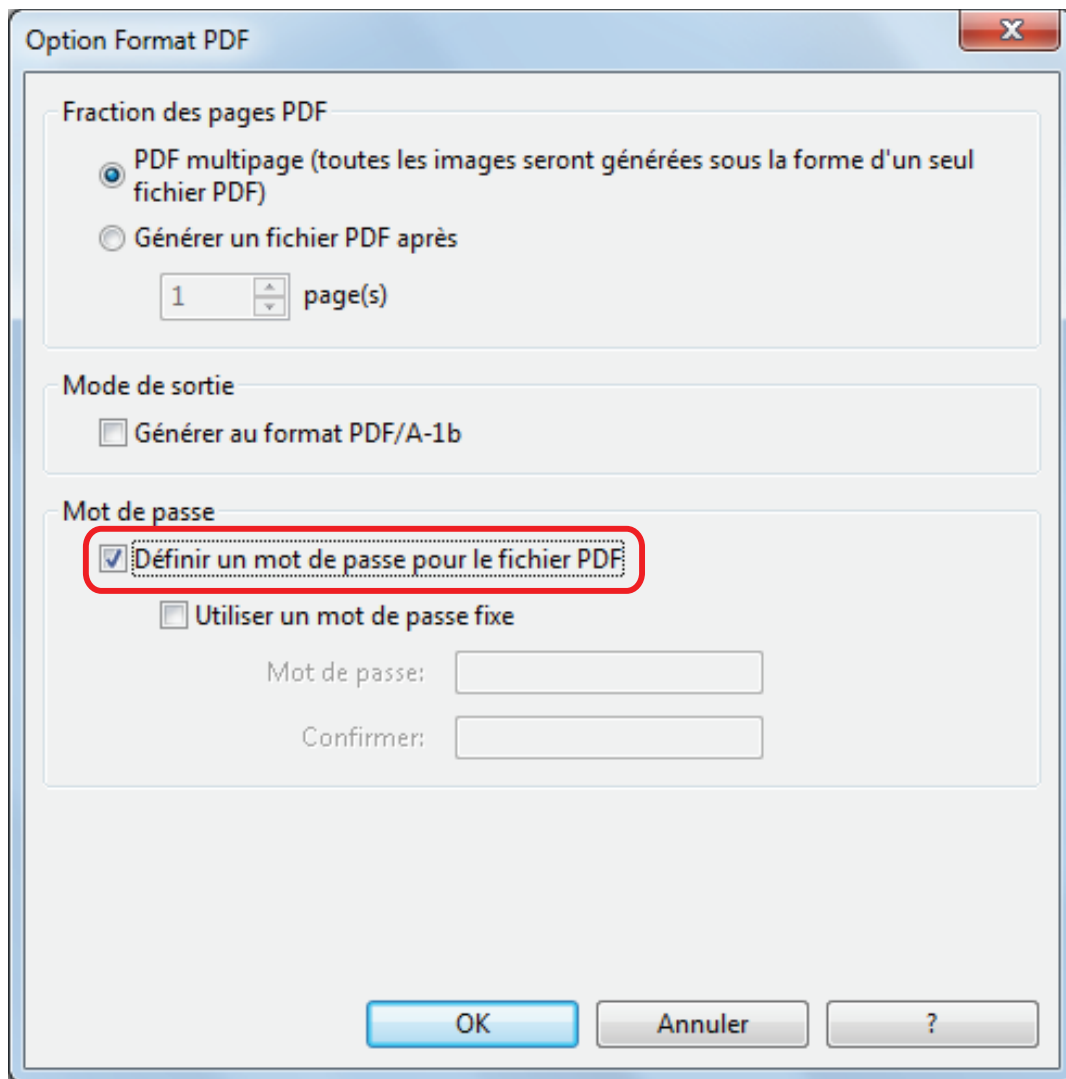 Option Format PDF
Fraction des pages PDF
PDF multipage (toutes les images seront générées sous la forme d'un seul
fichier PDF)
Générer un fichier PDF après
1 page(s)
Mode de sortie
Générer au format PDF/A-1b
Mot de passe
Définir un mot de passe pour le fichier PDF
Utiliser un mot de passe fixe
Mot de passe:
Confirmer:
OK Annuler ?